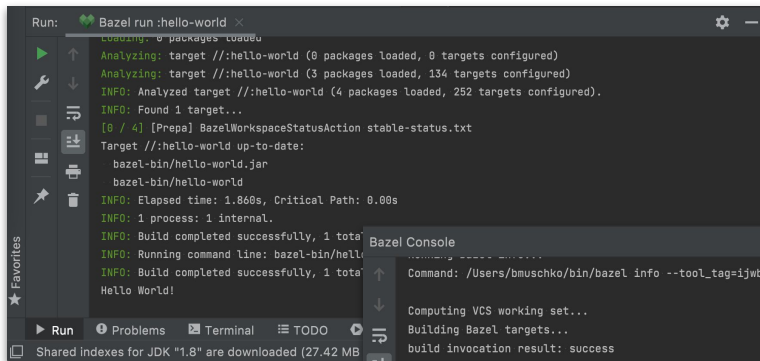 Run: Bazel run :hello-world
Loading: 0 packages loaded
Analyzing: target //:hello-world (0 packages loaded, 0 targets configured)
Analyzing: target //:hello-world (3 packages loaded, 134 targets configured)
INFO: Analyzed target //:hello-world (4 packages loaded, 252 targets configured).
INFO: Found 1 target...
[0 / 4] [Prepa] BazelWorkspaceStatusAction stable-status.txt
Target //:hello-world up-to-date:
bazel-bin/hello-world.jar
bazel-bin/hello-world
INFO: Elapsed time: 1.860s, Critical Path: 0.00s
INFO: 1 process: 1 internal.
INFO: Build completed successfully, 1 tota
INFO: Running command line: bazel-bin/hell
INFO: Build completed successfully, 1 tota
Hello World!
Favorites
Run Problems Terminal TODO
Shared indexes for JDK "1.8" are downloaded (27.42 MB
Bazel Console
Command: /Users/bmuschko/bin/bazel info --tool_tag=ijwb
Computing VCS working set...
Building Bazel targets...
build invocation result: success